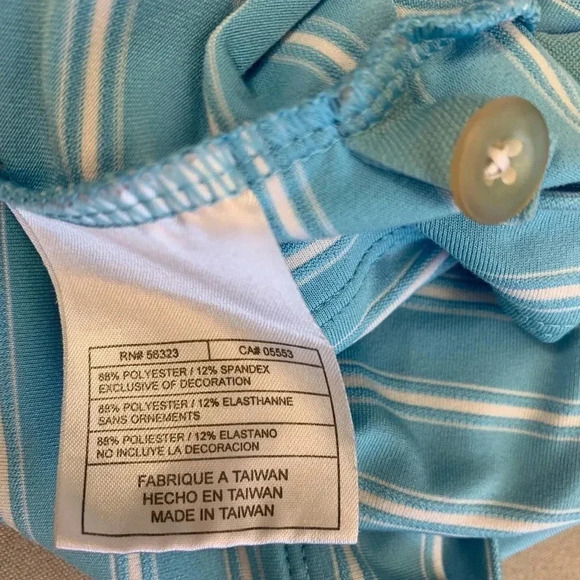 RN# 56323 CA# 05553
88% POLYESTER / 12% SPANDEX
EXCLUSIVE OF DECORATION
88% POLYESTER / 12% ELASTHANNE
SANS ORNEMENTS
88% POLIESTER / 12% ELASTANO
NO INCLUYE LA DECORACION
FABRIQUE A TAIWAN
HECHO EN TAIWAN
MADE IN TAIWAN